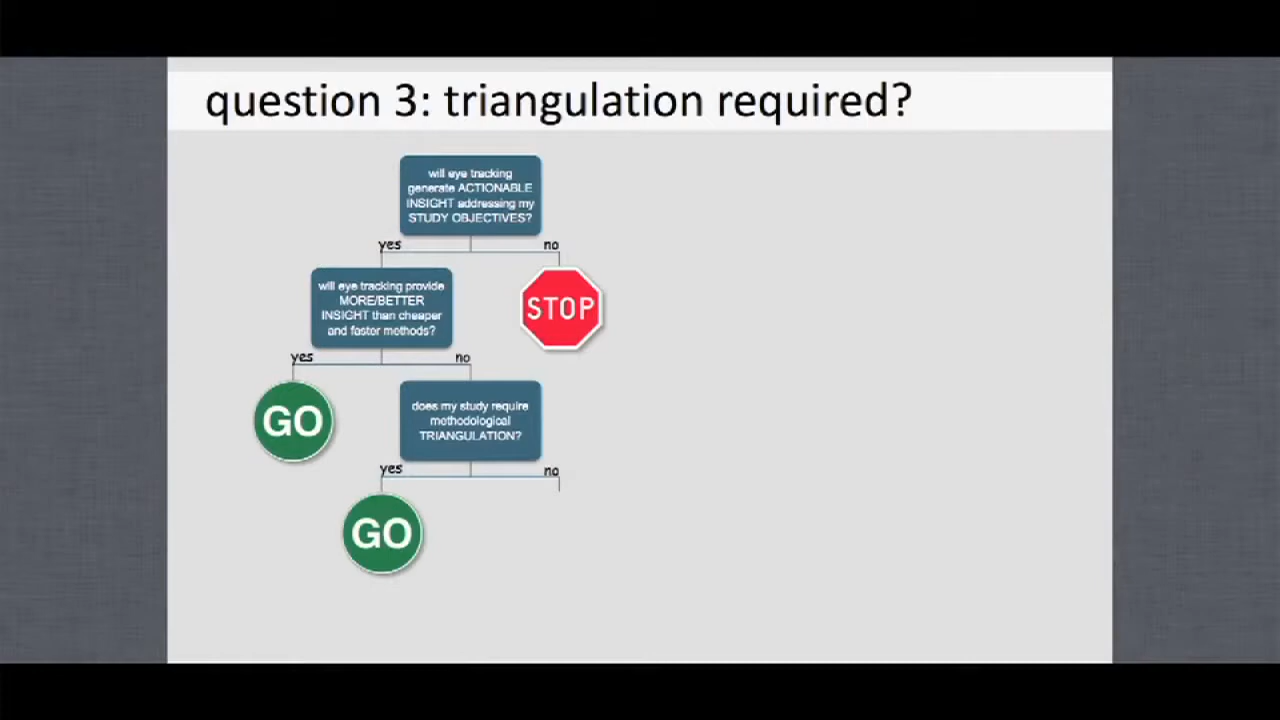 question 3: triangulation required?
will eye tracking
generate ACTIONABLE
INSIGHT addressing my
STUDY OBJECTIVES?
yes
no
will eye tracking provide
MORE/BETTER
INSIGHT than cheaper
and faster methods?
STOP
yes
no
GO
does my study require
methodological
TRIANGULATION?
yes
no
GO